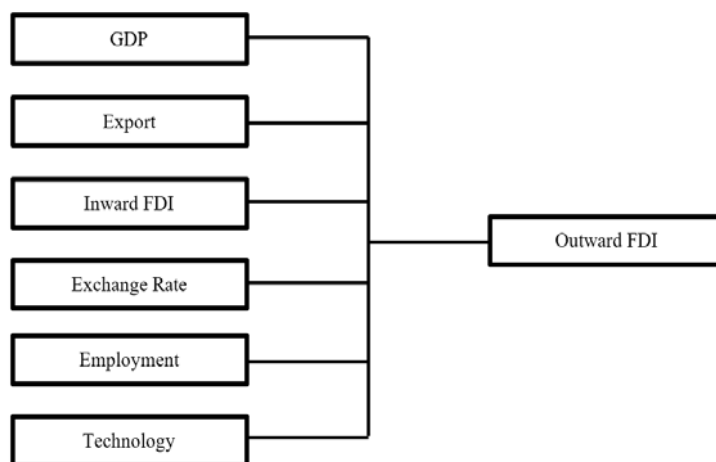 GDP
Export
Inward FDI
Exchange Rate
Employment
Technology
Outward FDI